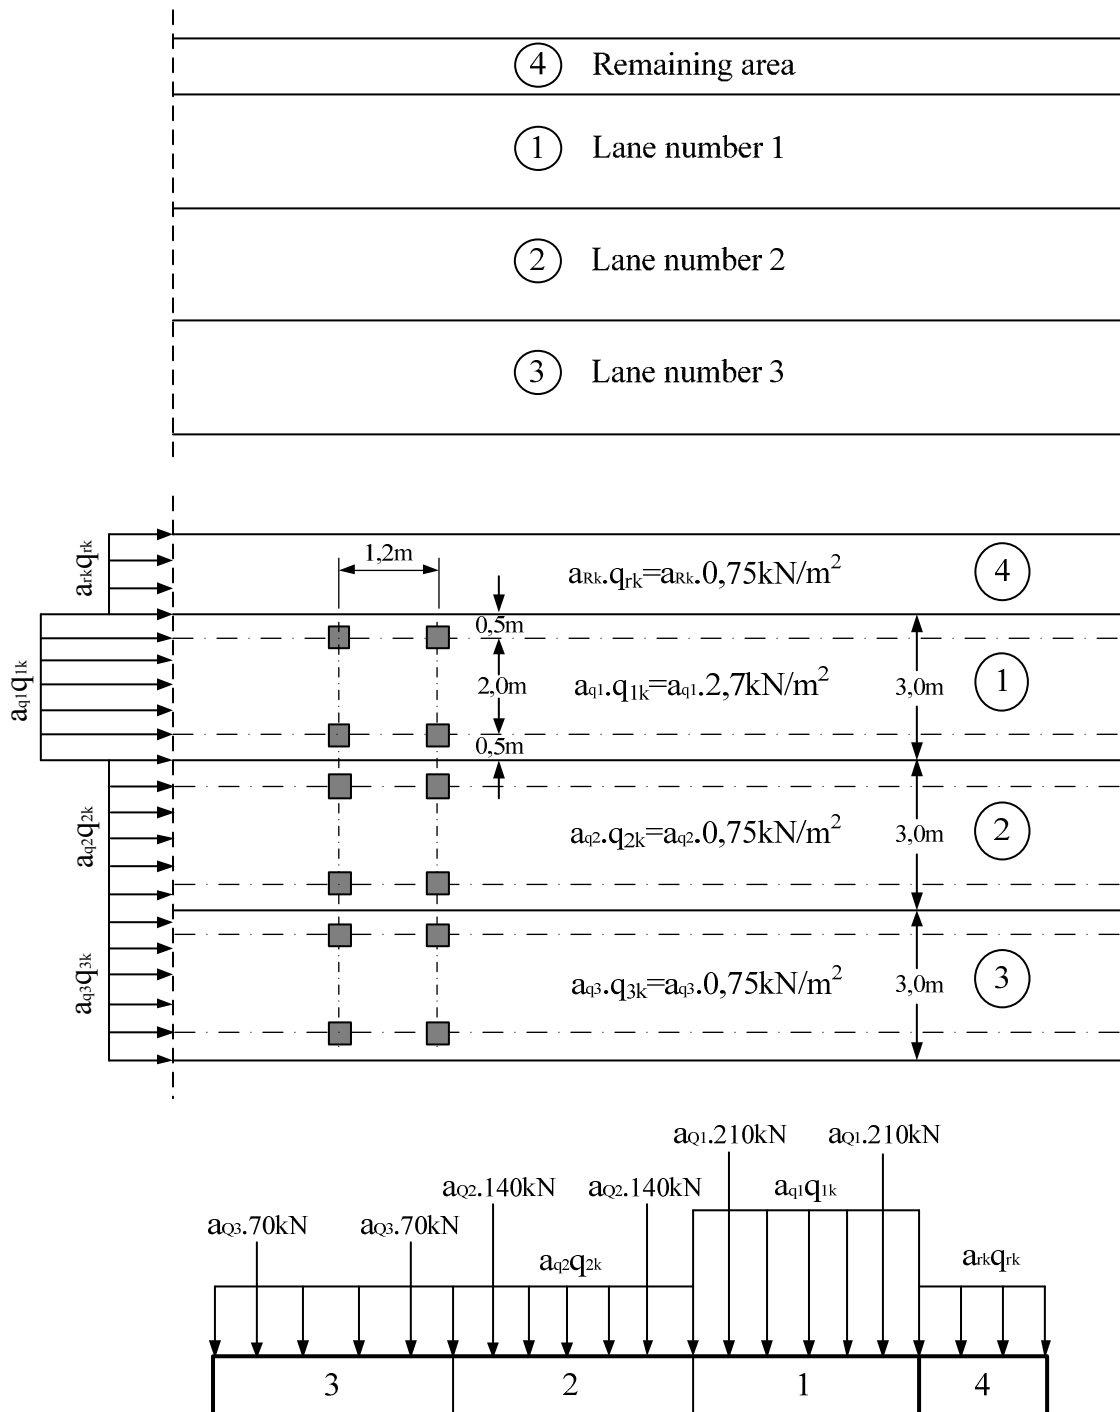 4 Remaining area
1 Lane number 1
2 Lane number 2
3 Lane number 3
1,2m
arkqrk
aRk.qrk=aRk.0,75kN/m²
4
0,5m
aq1q1k
2,0m
aq1.q1k=aq1.2,7kN/m²
3,0m
1
0,5m
aq2q2k
aq2.q2k=aq2.0,75kN/m²
3,0m
2
aq3q3k
aq3.q3k=aq3.0,75kN/m²
3,0m
3
aQ1.210kN aQ1.210kN
aQ2.140kN aQ2.140kN aq1q1k
aQ3.70kN aQ3.70kN
aq2q2k arkqrk
3 2 1 4